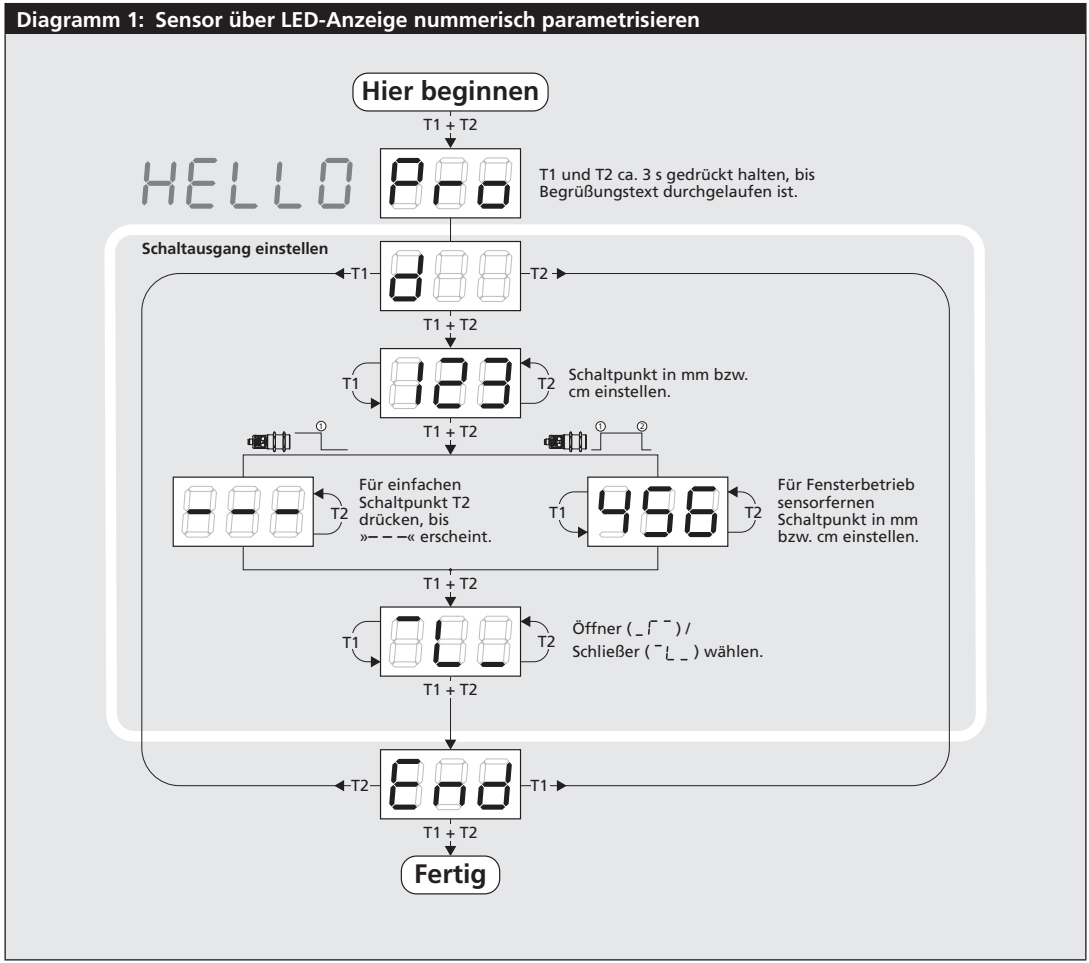 Diagramm 1: Sensor über LED-Anzeige nummerisch parametrisieren
Hier beginnen
T1 + T2
HELLO
Pro
T1 und T2 ca. 3 s gedrückt halten, bis
Begrüßungstext durchgelaufen ist.
Schaltausgang einstellen
T1
d
T2
T1 + T2
T1
123
T2
Schaltpunkt in mm bzw.
cm einstellen.
T1 + T2
①
① ②
- - -
T2
Für einfachen
Schaltpunkt T2
drücken, bis
»– – –« erscheint.
T1
456
T2
Für Fensterbetrieb
sensorfernen
Schaltpunkt in mm
bzw. cm einstellen.
T1 + T2
T1
¯L_
T2
Öffner ( _ Γ ¯ ) /
Schließer ( ¯ L _ ) wählen.
T1 + T2
T2
End
T1
T1 + T2
Fertig